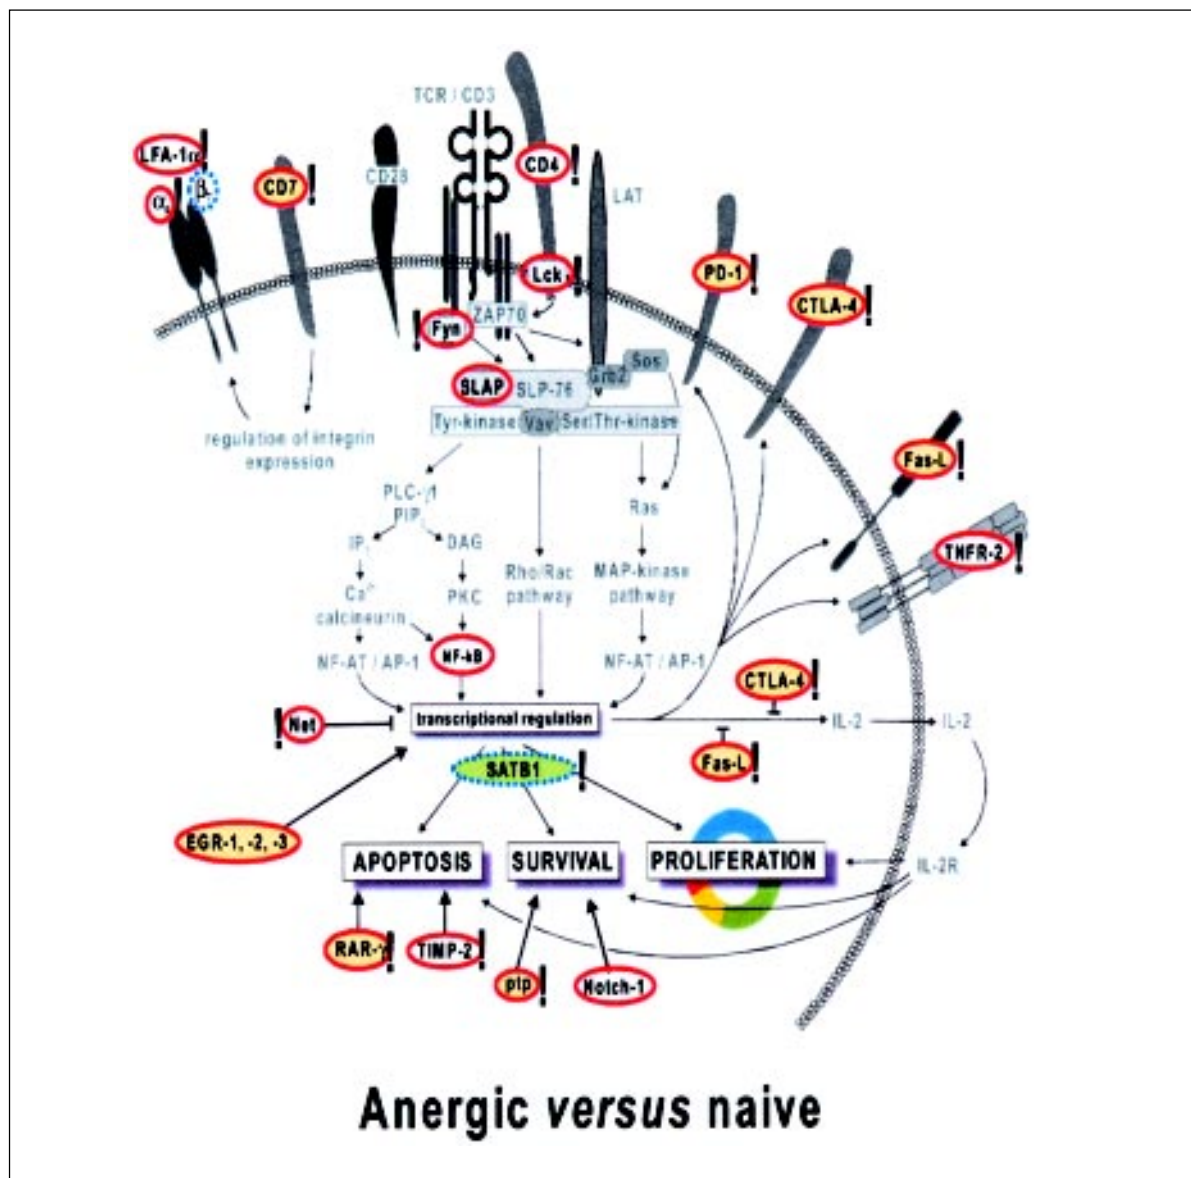 TCR / CD3
LFA-1α!
CD4!
β
CD7!
CD28
α
LAT
Lck!
PD-1!
CTLA-4!
!Fyn
ZAP70
Sos
Grb2
SLAP
SLP-76
Tyr-kinase
Vav
Ser/Thr-kinase
regulation of integrin
expression
Fas-L!
PLC-γ1
PIP
Ras
TNFR-2!
IP
DAG
Rho/Rac
pathway
MAP-kinase
pathway
Ca
calcineurin
PKC
NF-AT / AP-1
NF-kB
NF-AT / AP-1
CTLA-4!
!Net
transcriptional regulation
IL-2
IL-2
Fas-L!
SATB1!
EGR-1, -2, -3
APOPTOSIS
SURVIVAL
PROLIFERATION
IL-2R
RAR-γ!
TIMP-2!
ptp!
Notch-1
Anergic versus naive